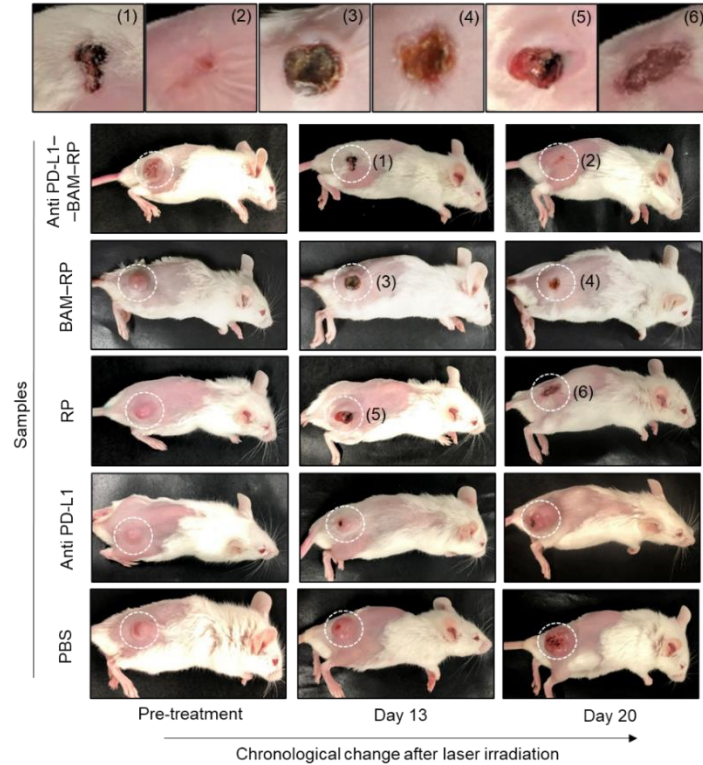 (1) (2) (3) (4) (5) (6)
Samples
Anti PD-L1–
–BAM–RP
(1)
(2)
BAM–RP
(3)
(4)
RP
(5)
(6)
Anti PD-L1
PBS
Pre-treatment Day 13 Day 20
Chronological change after laser irradiation